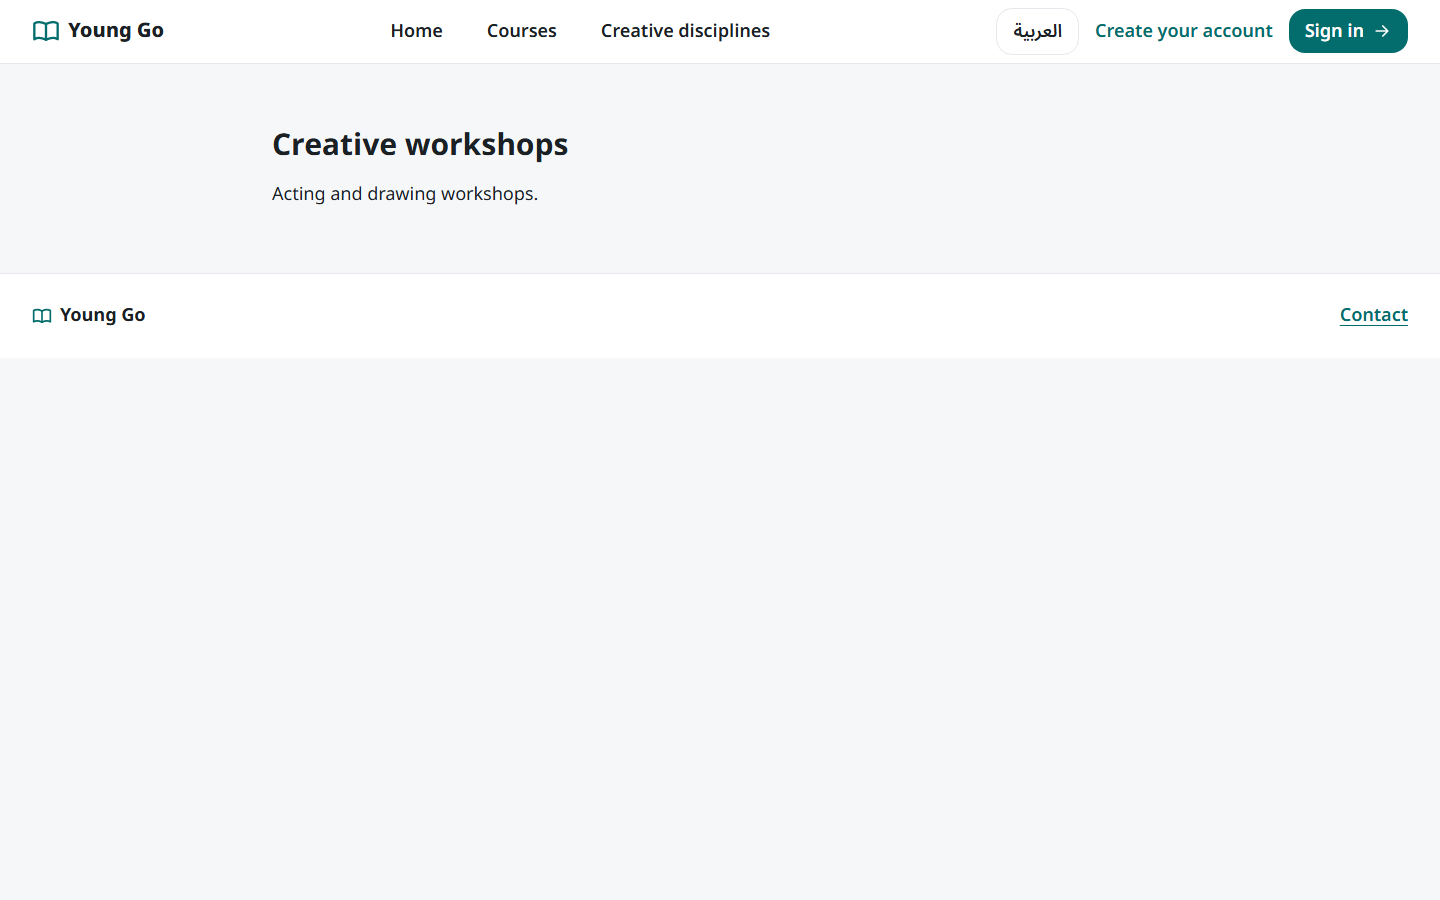 Young Go
Home
Courses
Creative disciplines
العربية
Create your account
Sign in →
Creative workshops
Acting and drawing workshops.
Young Go
Contact